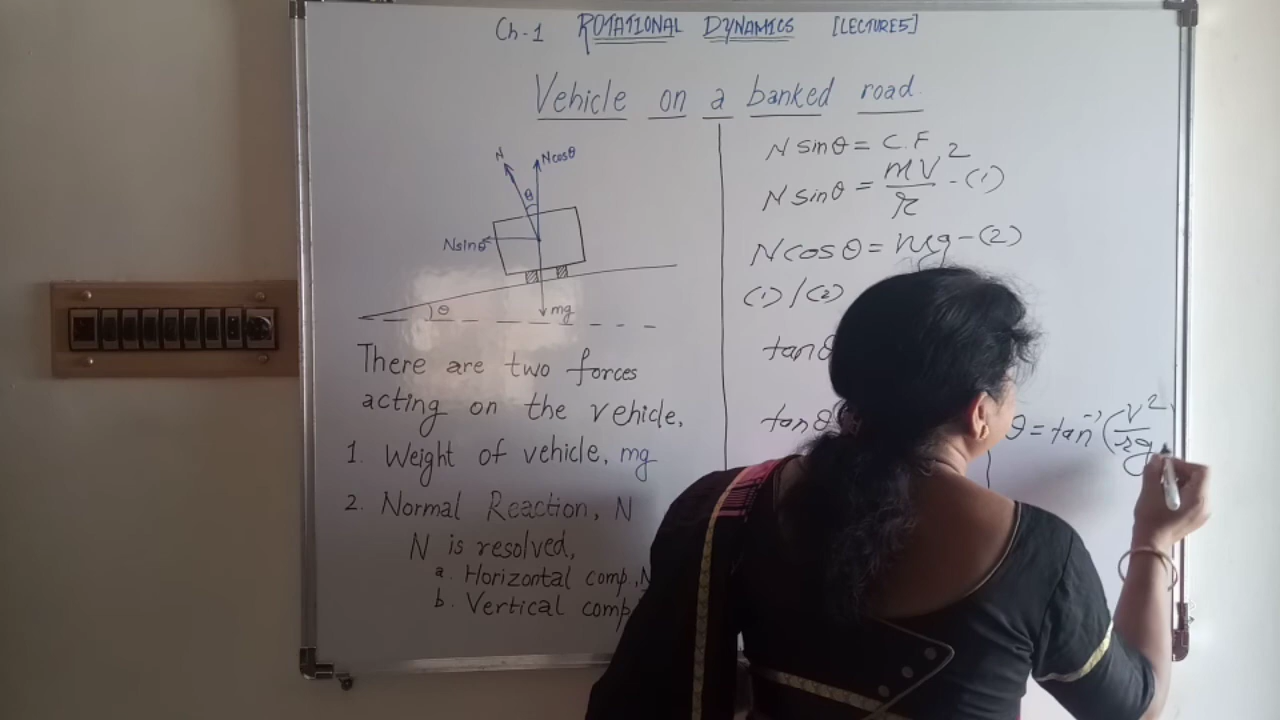 Ch-1 ROTATIONAL DYNAMICS [LECTURE5]
Vehicle on a banked road.
N
Ncosθ
θ
Nsinθ
mg
θ
There are two forces
acting on the vehicle,
1. Weight of vehicle, mg
2. Normal Reaction, N
N is resolved,
a. Horizontal comp., N
b. Vertical comp
N sinθ = C.F
N sinθ = mv²/r - (1)
N cosθ = mg - (2)
(1) / (2)
tanθ
tanθ
θ = tan⁻¹ (v²/rg)